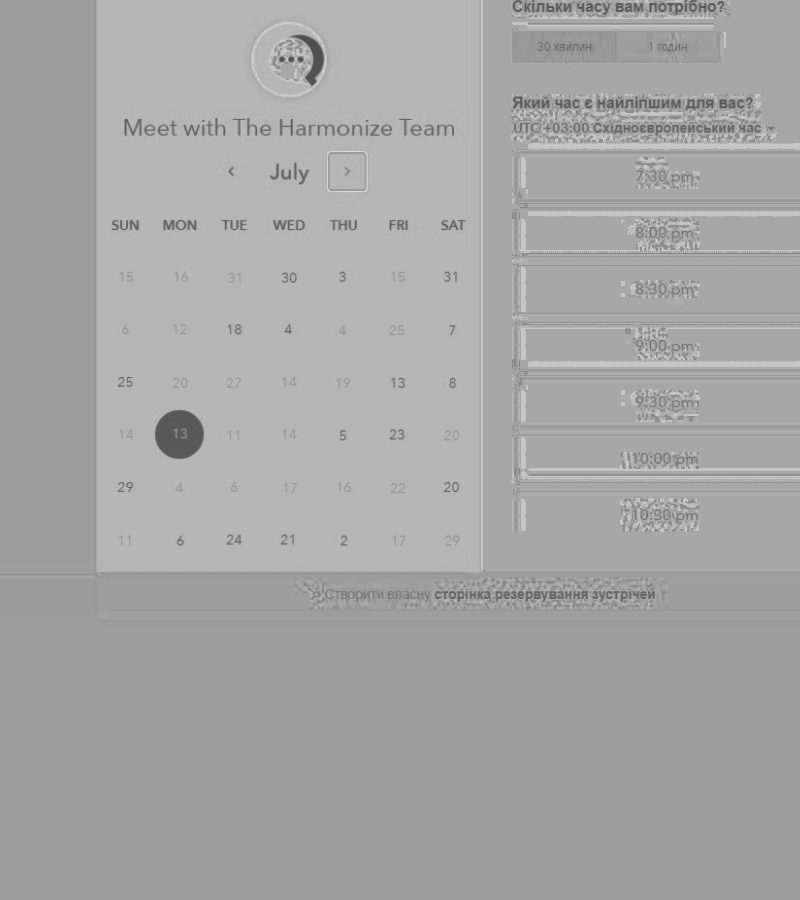 Meet with The Harmonize Team
July
SUN MON TUE WED THU FRI SAT
15 16 31 30 3 15 31
6 12 18 4 4 25 7
25 20 27 14 19 13 8
14 13 11 14 5 23 20
29 4 6 17 16 22 20
11 6 24 21 2 17 29
Скільки часу вам потрібно?
30 хвилин 1 годин
Який час є найліпшим для вас?
UTC +03:00 Східноєвропейський час
7:30 pm
8:00 pm
8:30 pm
9:00 pm
9:30 pm
10:00 pm
10:30 pm
Створити власну сторінка резервування зустрічей